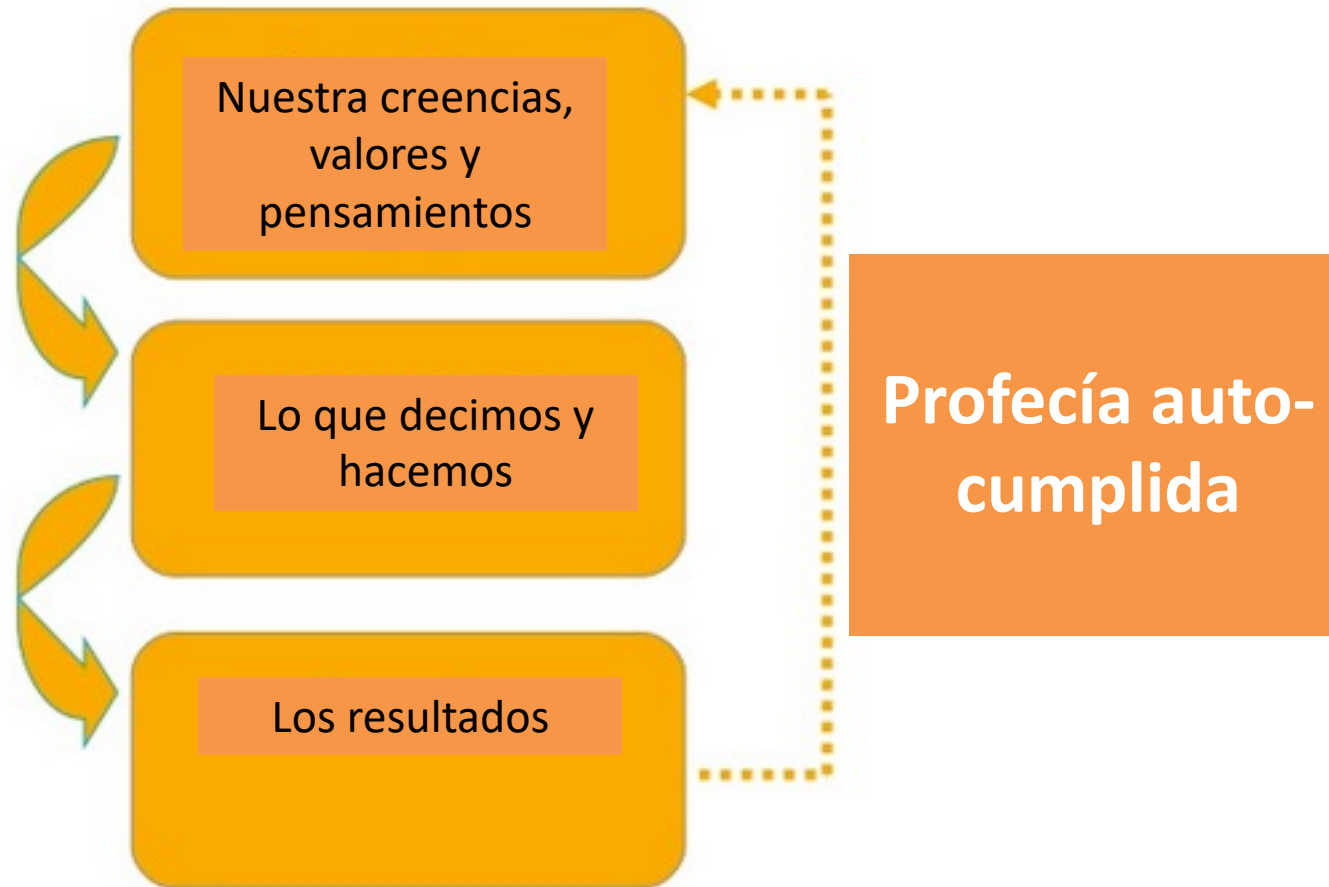 Nuestra creencias,
valores y
pensamientos
Lo que decimos y
hacemos
Los resultados
Profecía auto-
cumplida